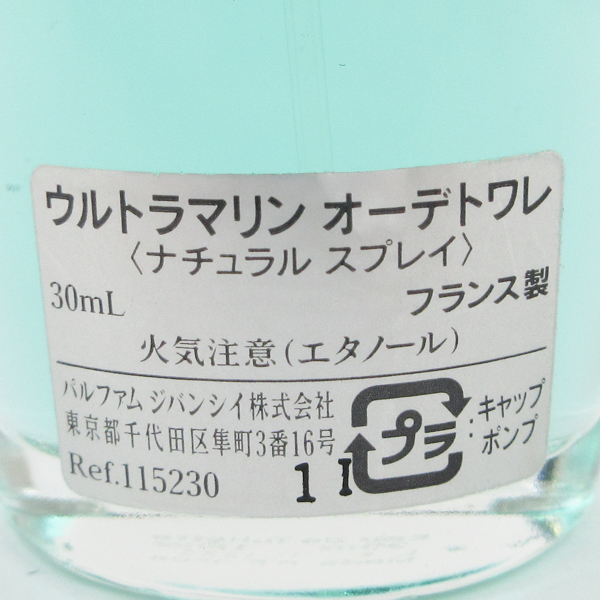 ウルトラマリン オーデトワレ
〈ナチュラル スプレイ〉
30mL フランス製
火気注意(エタノール)
パルファム ジバンシイ株式会社
東京都千代田区隼町3番16号
Ref.115230
1I
プラ
:キャップ
ポンプ